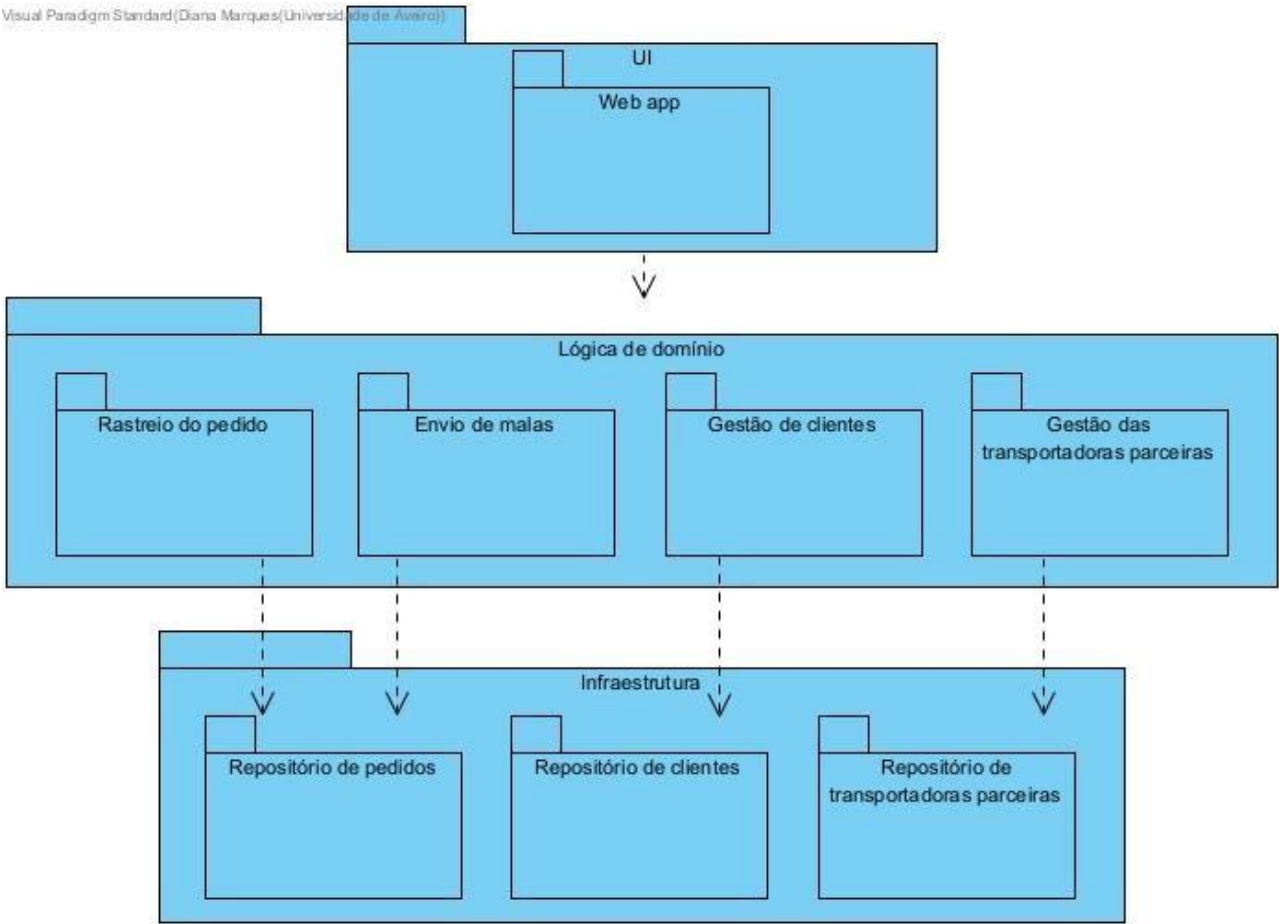 Visual Paradigm Standard(Diana Marques(Universidade de Aveiro))
UI
Web app
Lógica de domínio
Rastreio do pedido
Envio de malas
Gestão de clientes
Gestão das
transportadoras parceiras
Infraestrutura
Repositório de pedidos
Repositório de clientes
Repositório de
transportadoras parceiras